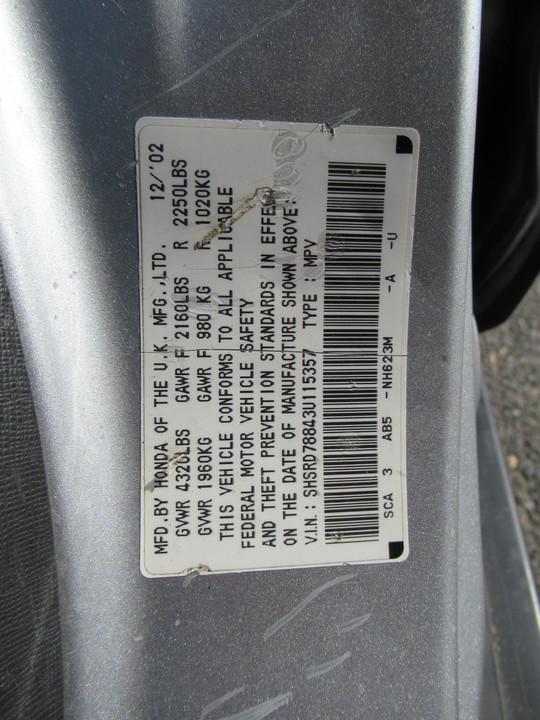 MFD.BY HONDA OF THE U.K. MFG.,LTD. 12/'02
GVWR 4320LBS GAWR F 2160LBS R 2250LBS
GVWR 1960KG GAWR F 980 KG R 1020KG
THIS VEHICLE CONFORMS TO ALL APPLICABLE
FEDERAL MOTOR VEHICLE SAFETY
AND THEFT PREVENTION STANDARDS IN EFFECT
ON THE DATE OF MANUFACTURE SHOWN ABOVE.
V.I.N.: SHSRD78843U115357 TYPE : MPV
SCA 3 AB5 -NH623M -A -U